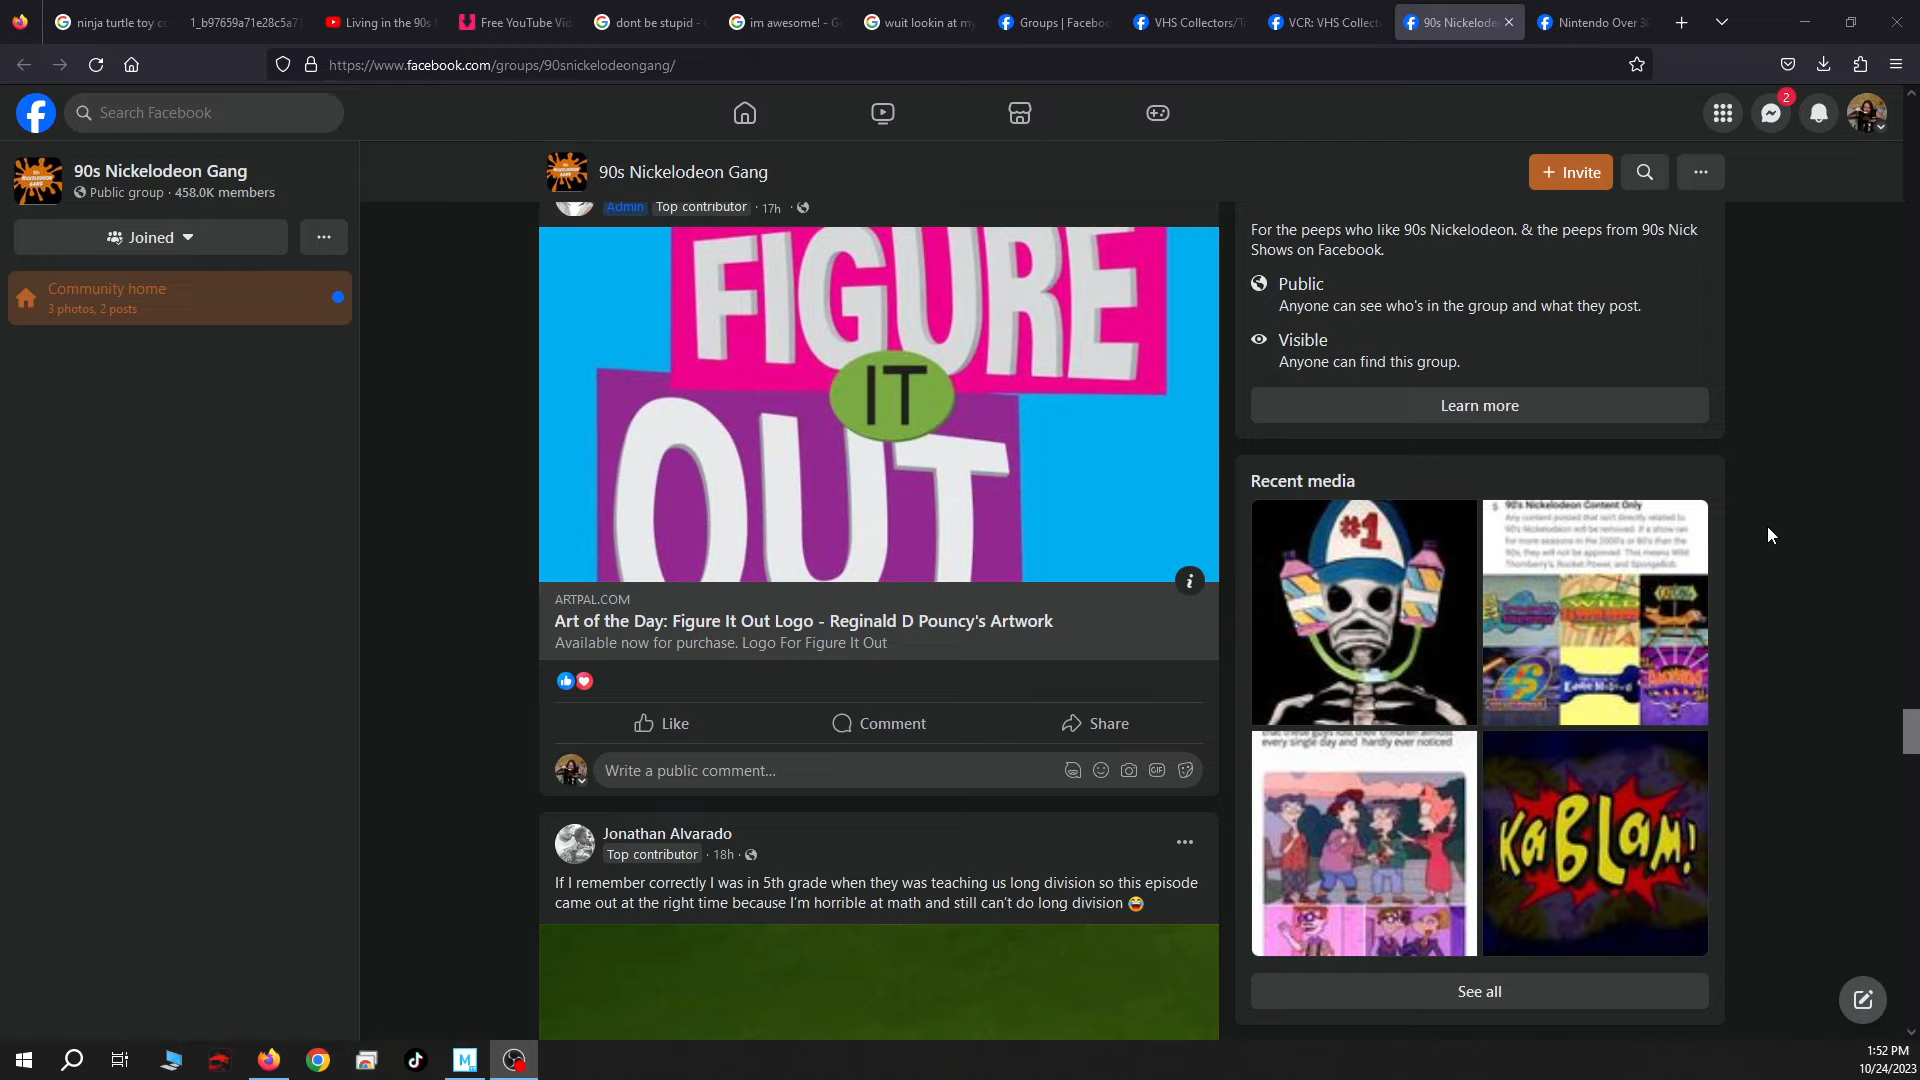 ninja turtle toy co
1_b97659a71e28c5a71
Living in the 90s
Free YouTube Vid
dont be stupid -
im awesome! - G
wuit lookin at my
Groups | Faceboo
VHS Collectors/Tr
VCR: VHS Collect
90s Nickelode
Nintendo Over 30
https://www.facebook.com/groups/90snickelodeongang/
Search Facebook
2
90s Nickelodeon Gang
Public group · 458.0K members
Joined
Community home
3 photos, 2 posts
90s Nickelodeon Gang
+ Invite
Admin Top contributor · 17h ·
FIGURE
IT
OUT
ARTPAL.COM
Art of the Day: Figure It Out Logo - Reginald D Pouncy's Artwork
Available now for purchase. Logo For Figure It Out
Like
Comment
Share
Write a public comment...
GIF
Jonathan Alvarado
Top contributor · 18h ·
If I remember correctly I was in 5th grade when they was teaching us long division so this episode
came out at the right time because I'm horrible at math and still can't do long division
For the peeps who like 90s Nickelodeon. & the peeps from 90s Nick
Shows on Facebook.
Public
Anyone can see who's in the group and what they post.
Visible
Anyone can find this group.
Learn more
Recent media
#1
5 90's Nickelodeon Content Only
Any content posted that isn't directly related to
90's Nickelodeon will be removed. If a show ran
for more seasons in the 2000's or 80's than the
90s, they will not be approved. This means Wild
Thornberry's, Rocket Power, and SpongeBob.
that these guys lost their children almost
every single day and hardly ever noticed
KaBLaM!
See all
1:52 PM
10/24/2023